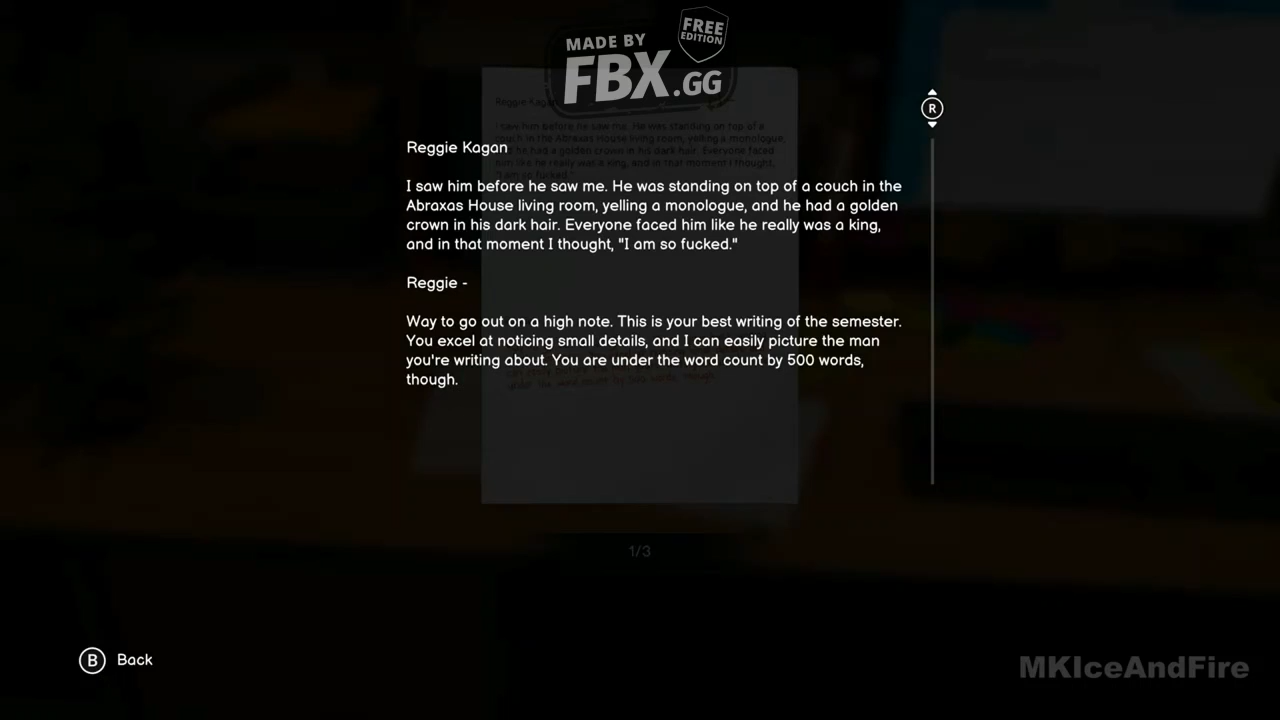 MADE BY
FREE
EDITION
FBX.GG
R
Reggie Kagan
I saw him before he saw me. He was standing on top of a couch in the
Abraxas House living room, yelling a monologue, and he had a golden
crown in his dark hair. Everyone faced him like he really was a king,
and in that moment I thought, "I am so fucked."
Reggie -
Way to go out on a high note. This is your best writing of the semester.
You excel at noticing small details, and I can easily picture the man
you're writing about. You are under the word count by 500 words,
though.
1/3
B Back
MKIceAndFire